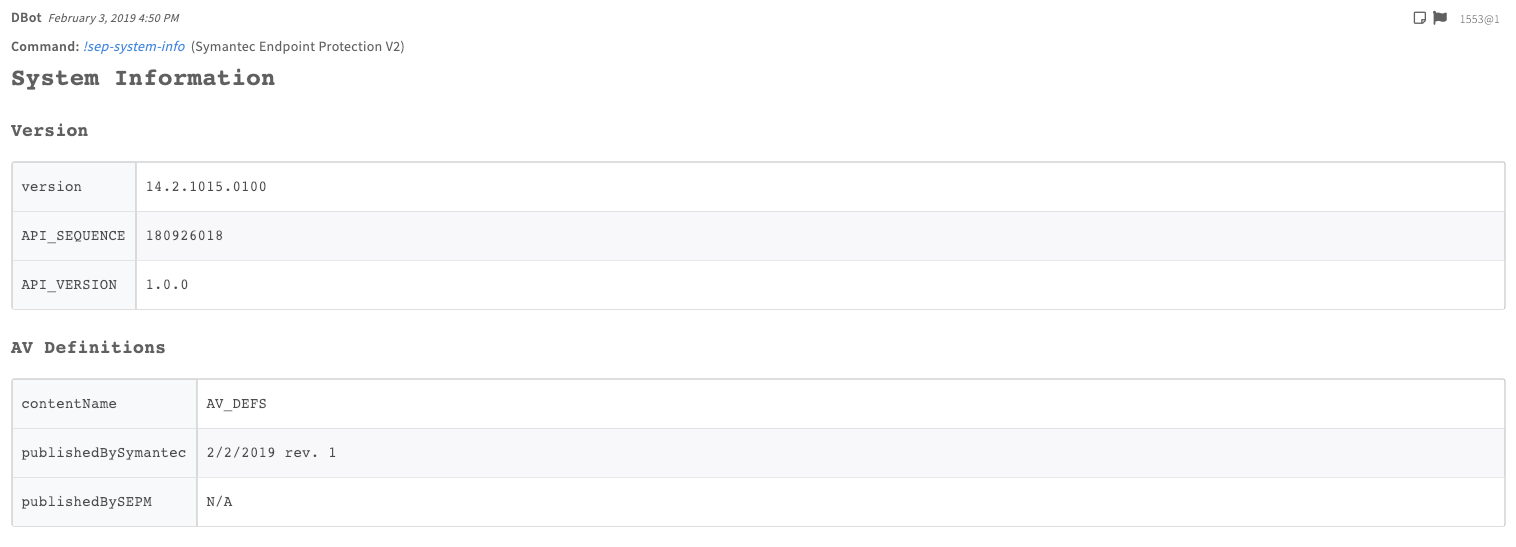 DBot February 3, 2019 4:50 PM 1553@1
Command: !sep-system-info (Symantec Endpoint Protection V2)
System Information
Version
version 14.2.1015.0100
API_SEQUENCE 180926018
API_VERSION 1.0.0
AV Definitions
contentName AV_DEFS
publishedBySymantec 2/2/2019 rev. 1
publishedBySEPM N/A